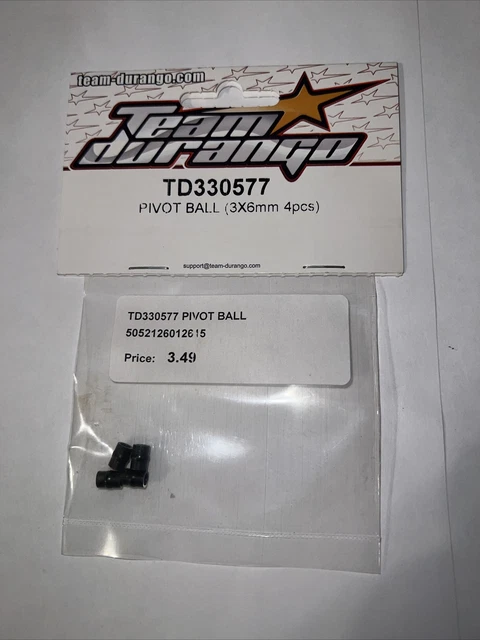 team-durango.com
Team
durango
TD330577
PIVOT BALL (3X6mm 4pcs)
support@team-durango.com
TD330577 PIVOT BALL
5052126012615
Price: 3.49